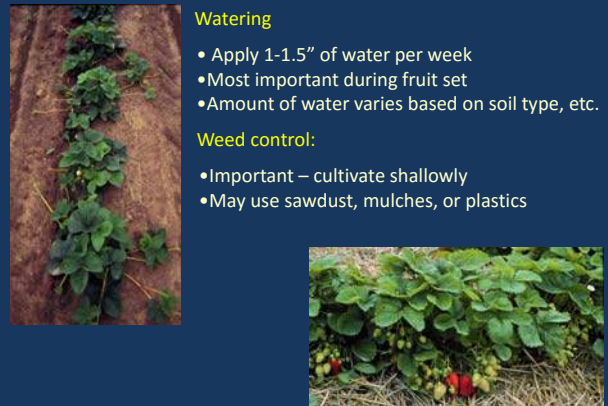 Watering
• Apply 1-1.5” of water per week
•Most important during fruit set
•Amount of water varies based on soil type, etc.
Weed control:
•Important – cultivate shallowly
•May use sawdust, mulches, or plastics